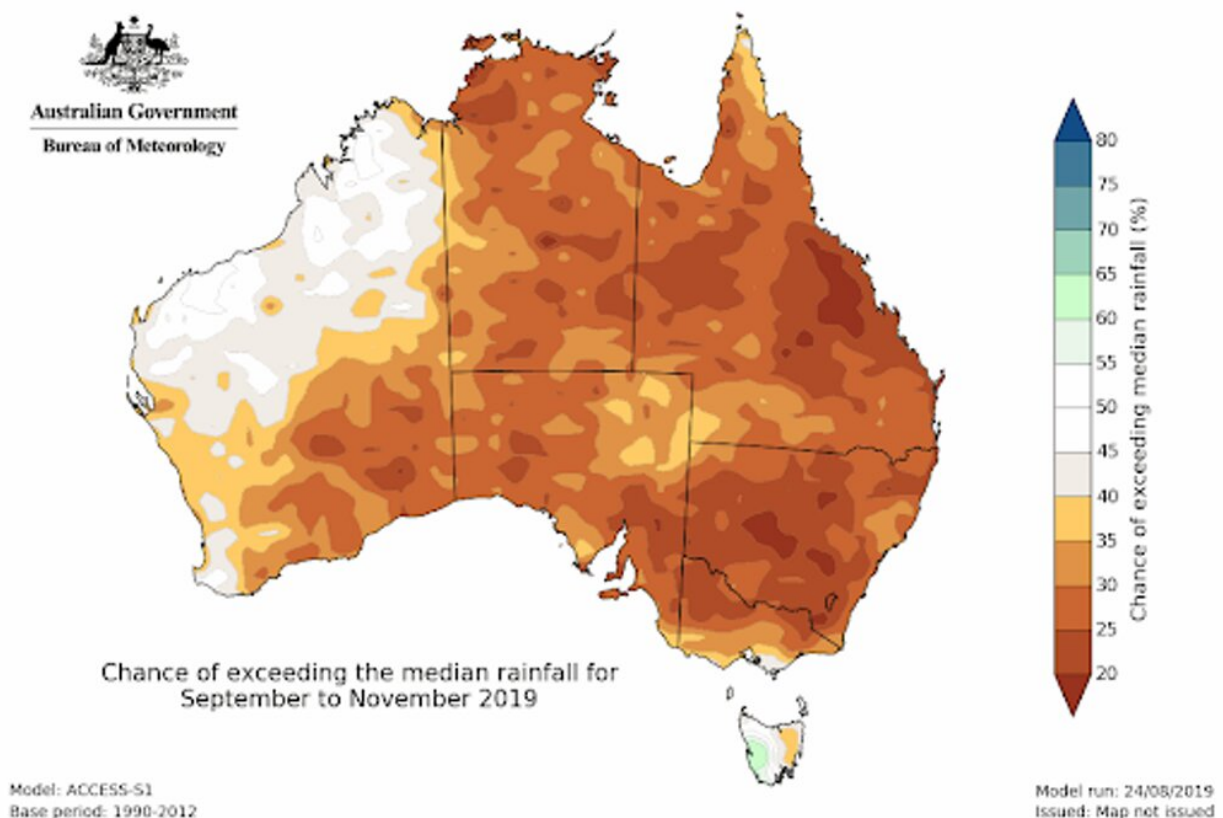 Australian Government
Bureau of Meteorology
80
75
70
65
60
55
50
45
40
35
30
25
20
Chance of exceeding median rainfall (%)
Chance of exceeding the median rainfall for
September to November 2019
Model: ACCESS-S1
Base period: 1990-2012
Model run: 24/08/2019
Issued: Map not issued